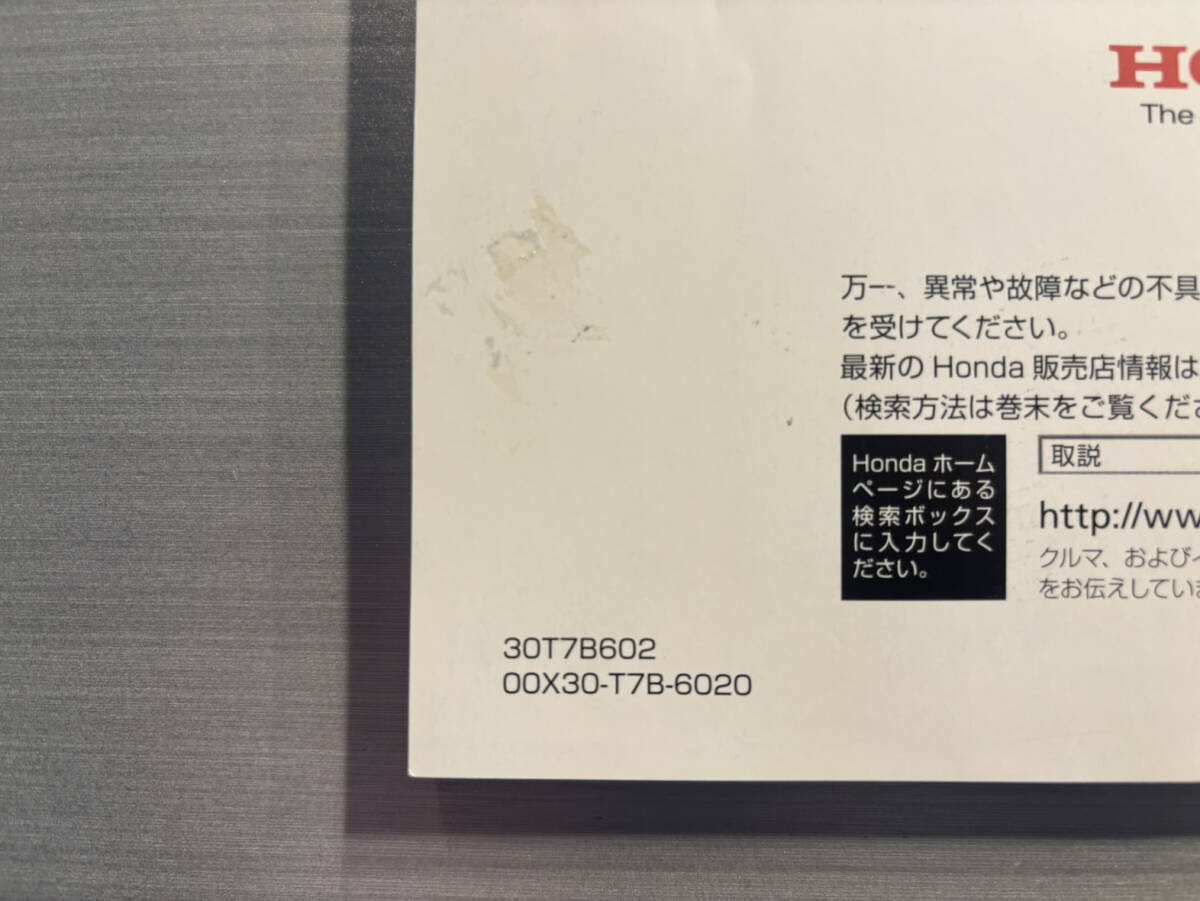 HO
The
万一、異常や故障などの不具
を受けてください。
最新の Honda 販売店情報は
（検索方法は巻末をご覧くださ
Honda ホーム
ページにある
検索ボックス
に入力してく
ださい。
取説
http://ww
クルマ、およびイ
をお伝えしていま
30T7B602
00X30-T7B-6020